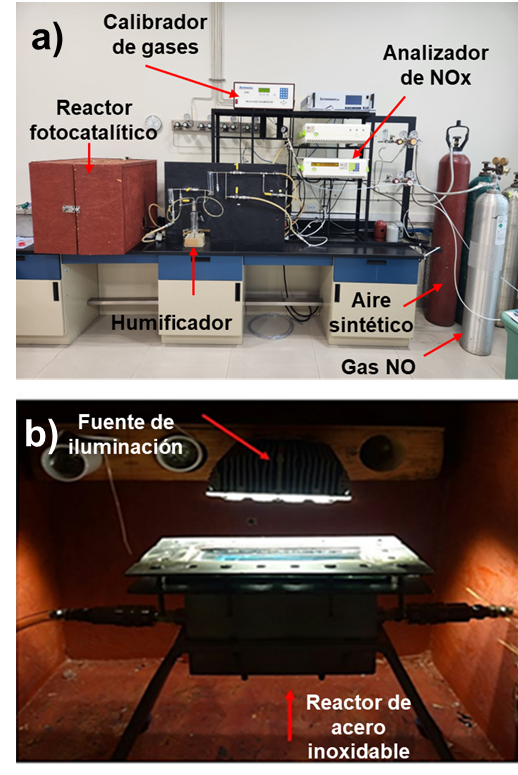 a)
Calibrador
de gases
Analizador
de NOx
Reactor
fotocatalítico
Humificador
Aire
sintético
Gas NO
b)
Fuente de
iluminación
Reactor de
acero
inoxidable